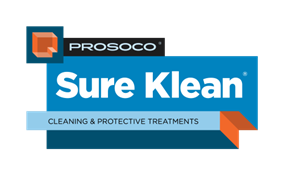 PROSOCO®
Sure Klean®
CLEANING & PROTECTIVE TREATMENTS